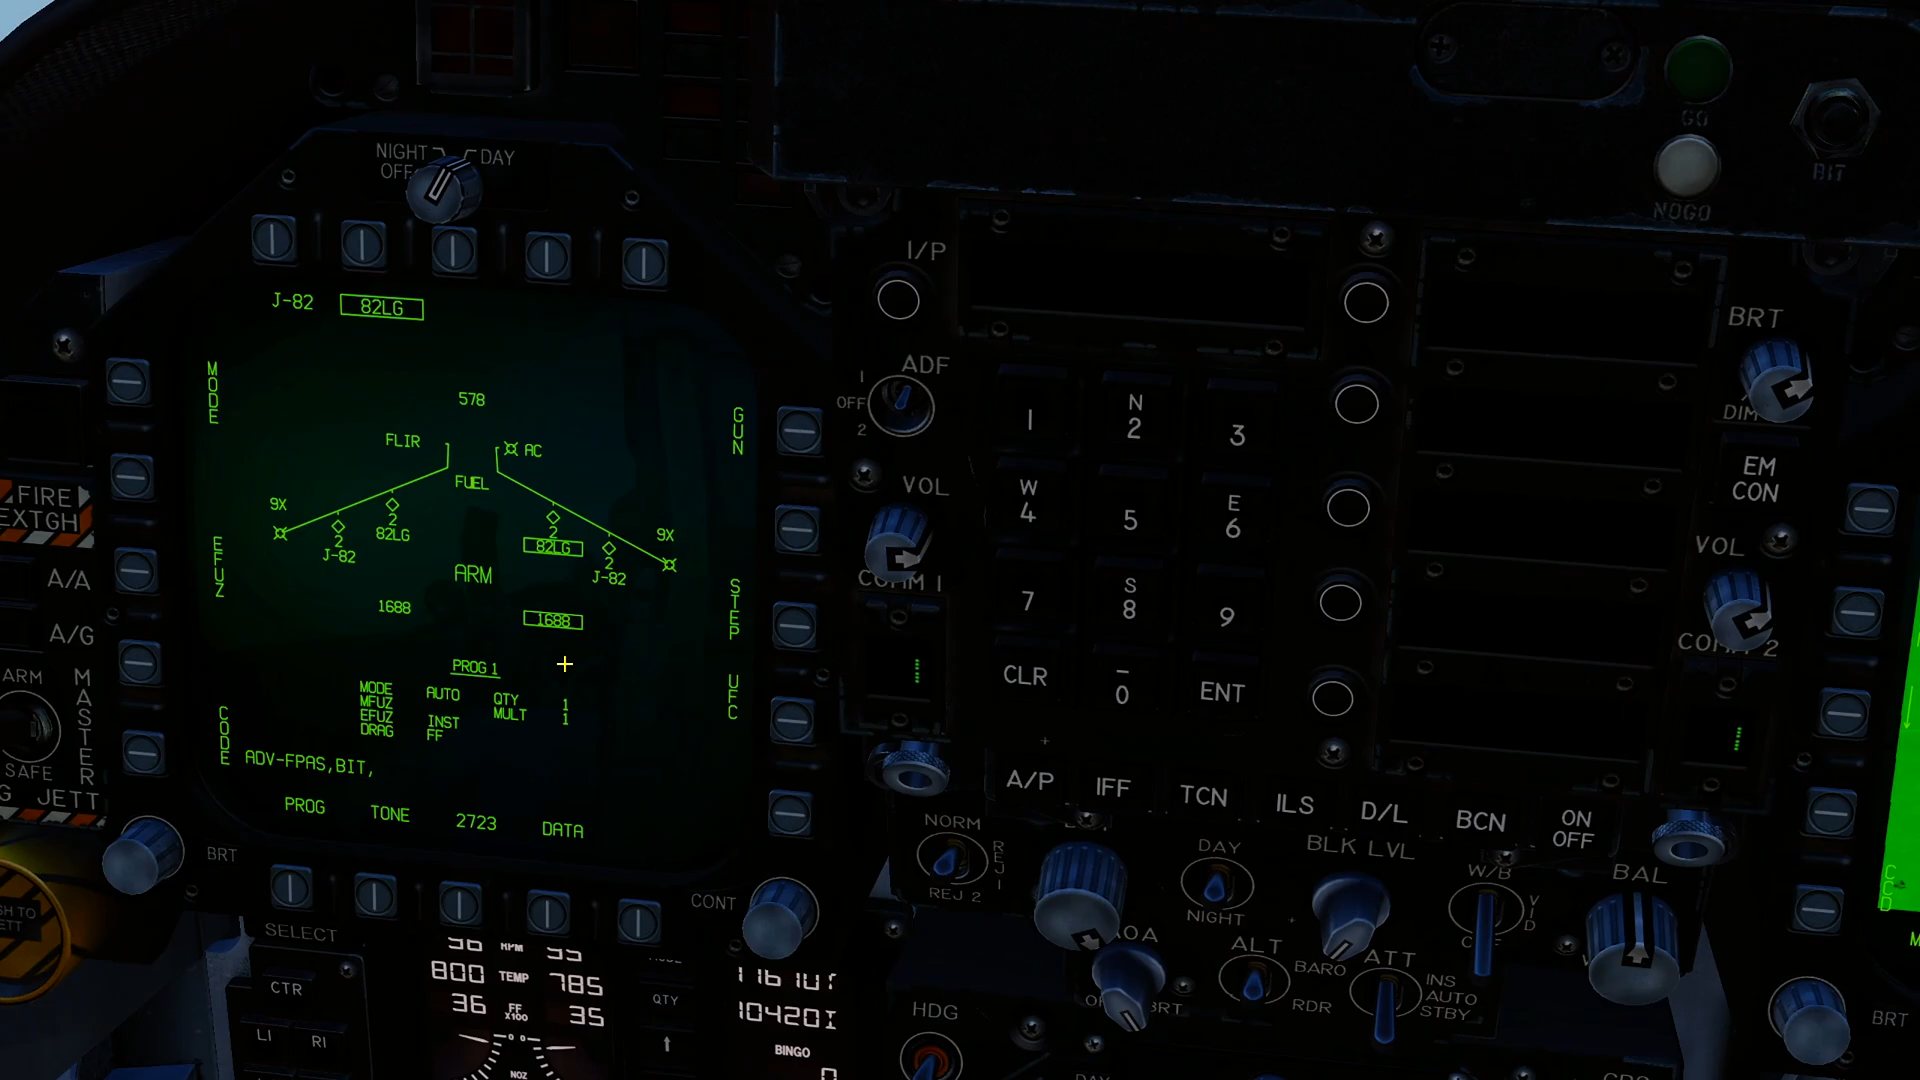 NIGHT
DAY
OFF
GO
BIT
NOGO
I/P
J-82 82LG
BRT
MODE
ADF
1
OFF
2
DIM
578
GUN
FLIR
AC
N
1 2 3
EM
CON
FUEL
9X
9X
VOL
W
E
4 5 6
2
82LG
2
J-82
2
82LG
2
J-82
FIRE
EXTGH
VOL
EFUZ
ARM
STEP
COMM 1
S
7 8 9
A/A
1688
1688
A/G
COMM 2
PROG 1
UFC
CLR
–
0
ENT
ARM
MASTER
SAFE
MODE AUTO QTY 1
MFUZ MULT 1
EFUZ INST
DRAG FF
CODE
ADV-FPAS,BIT,
JETT
PROG TONE 2723 DATA
A/P IFF TCN ILS D/L BCN ON
OFF
BRT
CONT
NORM
REJ 1
REJ 2
DAY
NIGHT
BLK LVL
W/B
VID
BAL
SELECT
CTR
LI RI
RPM
800 TEMP 785
36 FF
X100 35
NOZ
QTY
BINGO
0
AOA
BRT
ALT
BARO
RDR
ATT
INS
AUTO
STBY
HDG
BRT